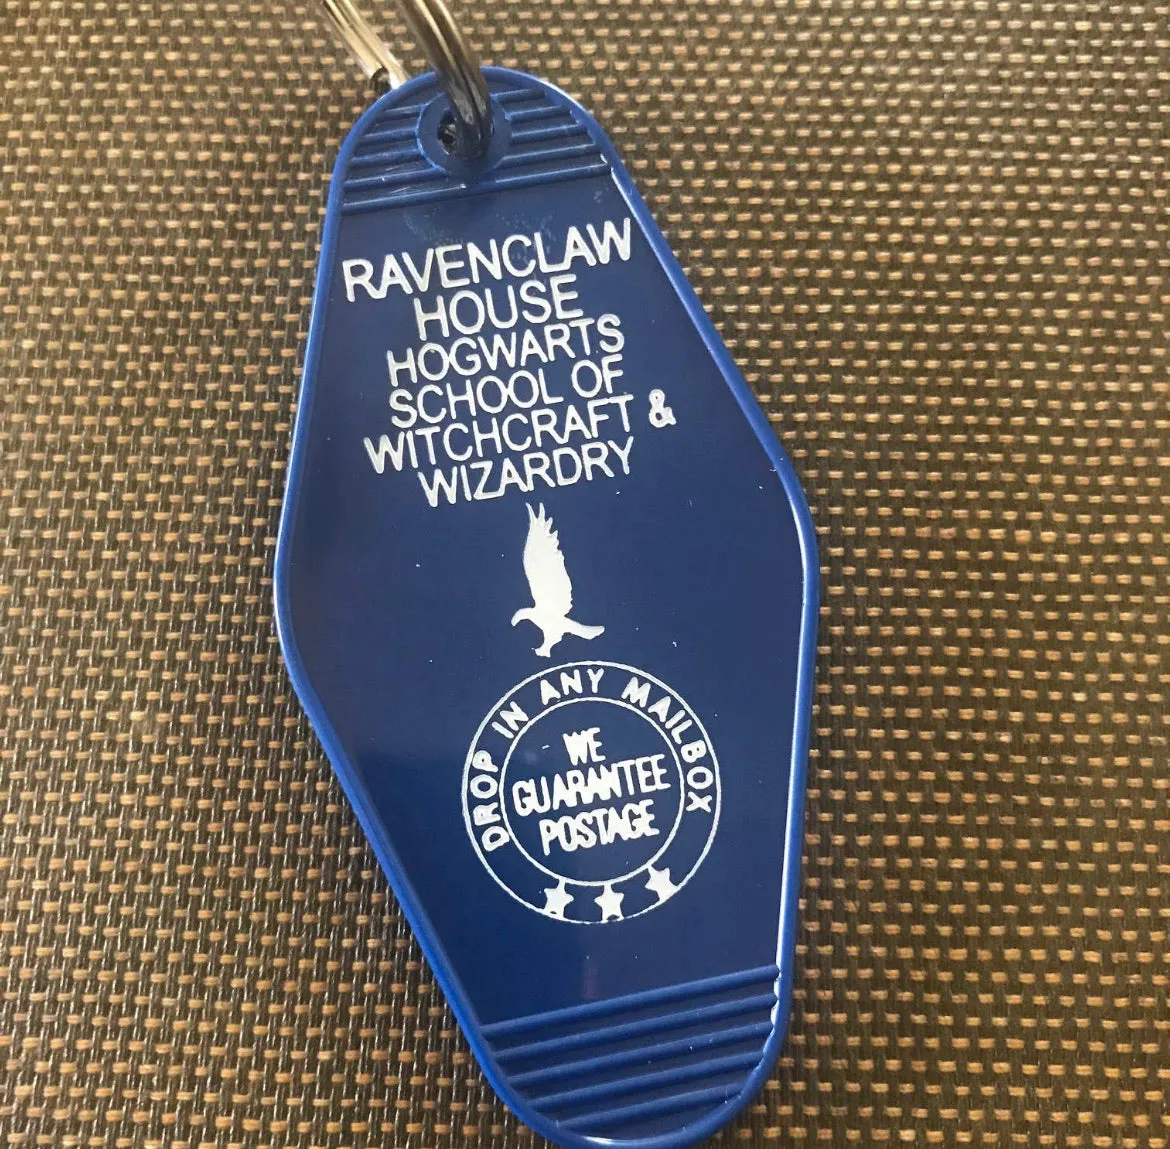 RAVENCLAW
HOUSE
HOGWARTS
SCHOOL OF
WITCHCRAFT &
WIZARDRY
DROP IN ANY MAILBOX
WE
GUARANTEE
POSTAGE